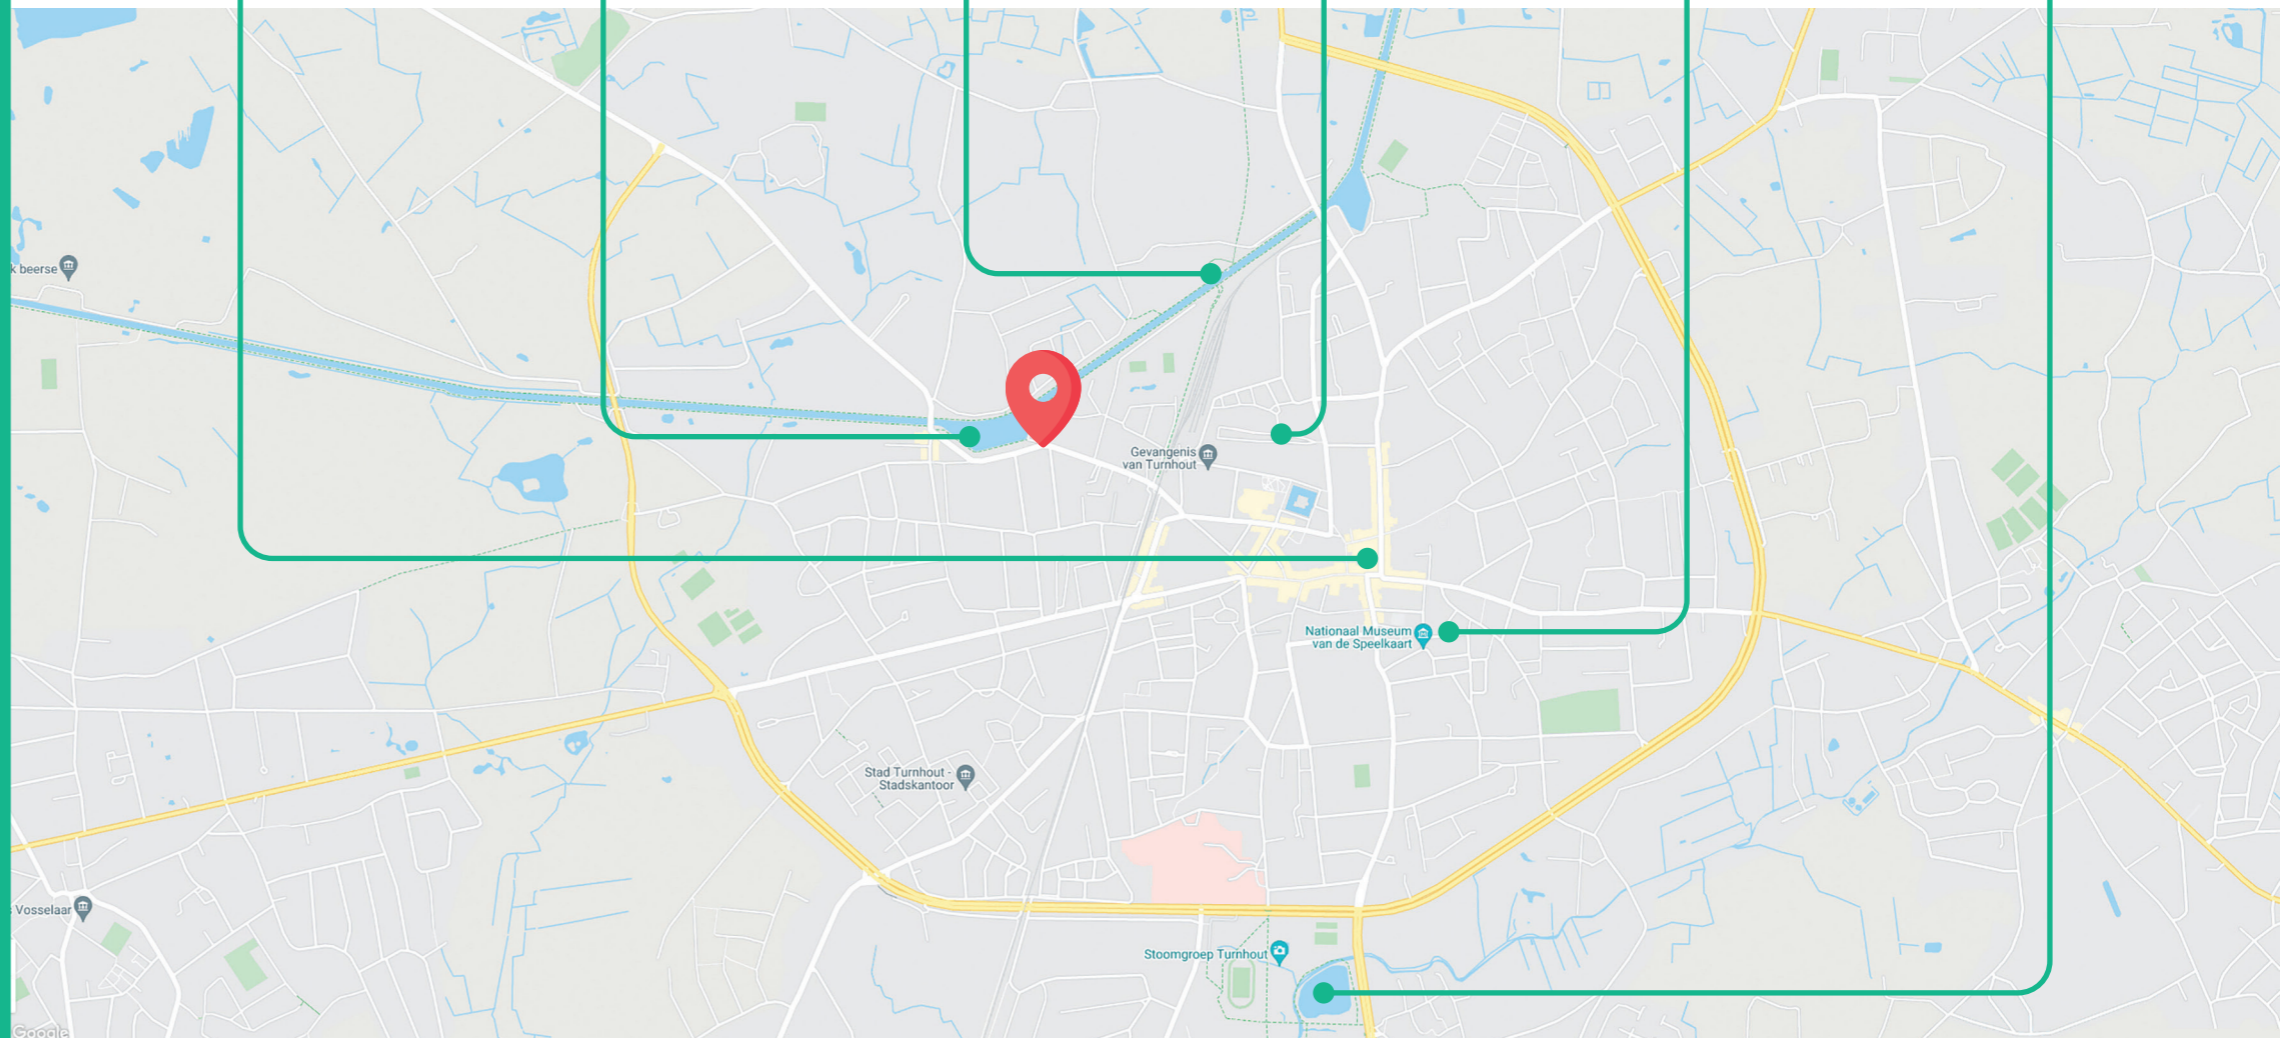 k beerse
Gevangenis
van Turnhout
Nationaal Museum
van de Speelkaart
Stad Turnhout -
Stadskantoor
Vosselaar
Stoomgroep Turnhout
Google